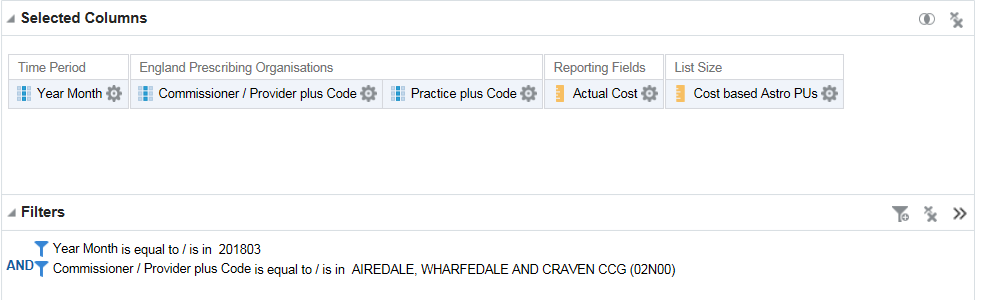 Selected Columns
Time Period England Prescribing Organisations Reporting Fields List Size
Year Month Commissioner / Provider plus Code Practice plus Code Actual Cost Cost based Astro PUs
Filters
Year Month is equal to / is in 201803
AND Commissioner / Provider plus Code is equal to / is in AIREDALE, WHARFEDALE AND CRAVEN CCG (02N00)